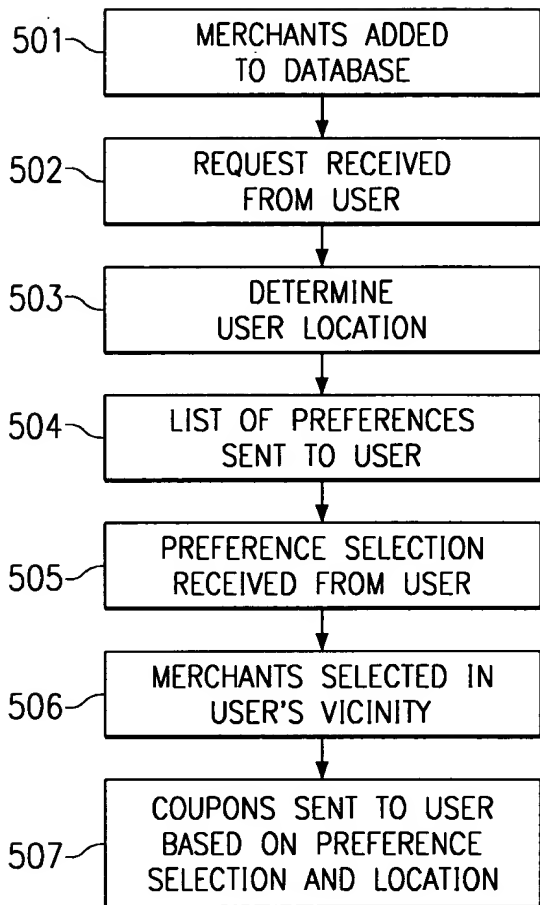 501
MERCHANTS ADDED
TO DATABASE
502
REQUEST RECEIVED
FROM USER
503
DETERMINE
USER LOCATION
504
LIST OF PREFERENCES
SENT TO USER
505
PREFERENCE SELECTION
RECEIVED FROM USER
506
MERCHANTS SELECTED IN
USER'S VICINITY
507
COUPONS SENT TO USER
BASED ON PREFERENCE
SELECTION AND LOCATION